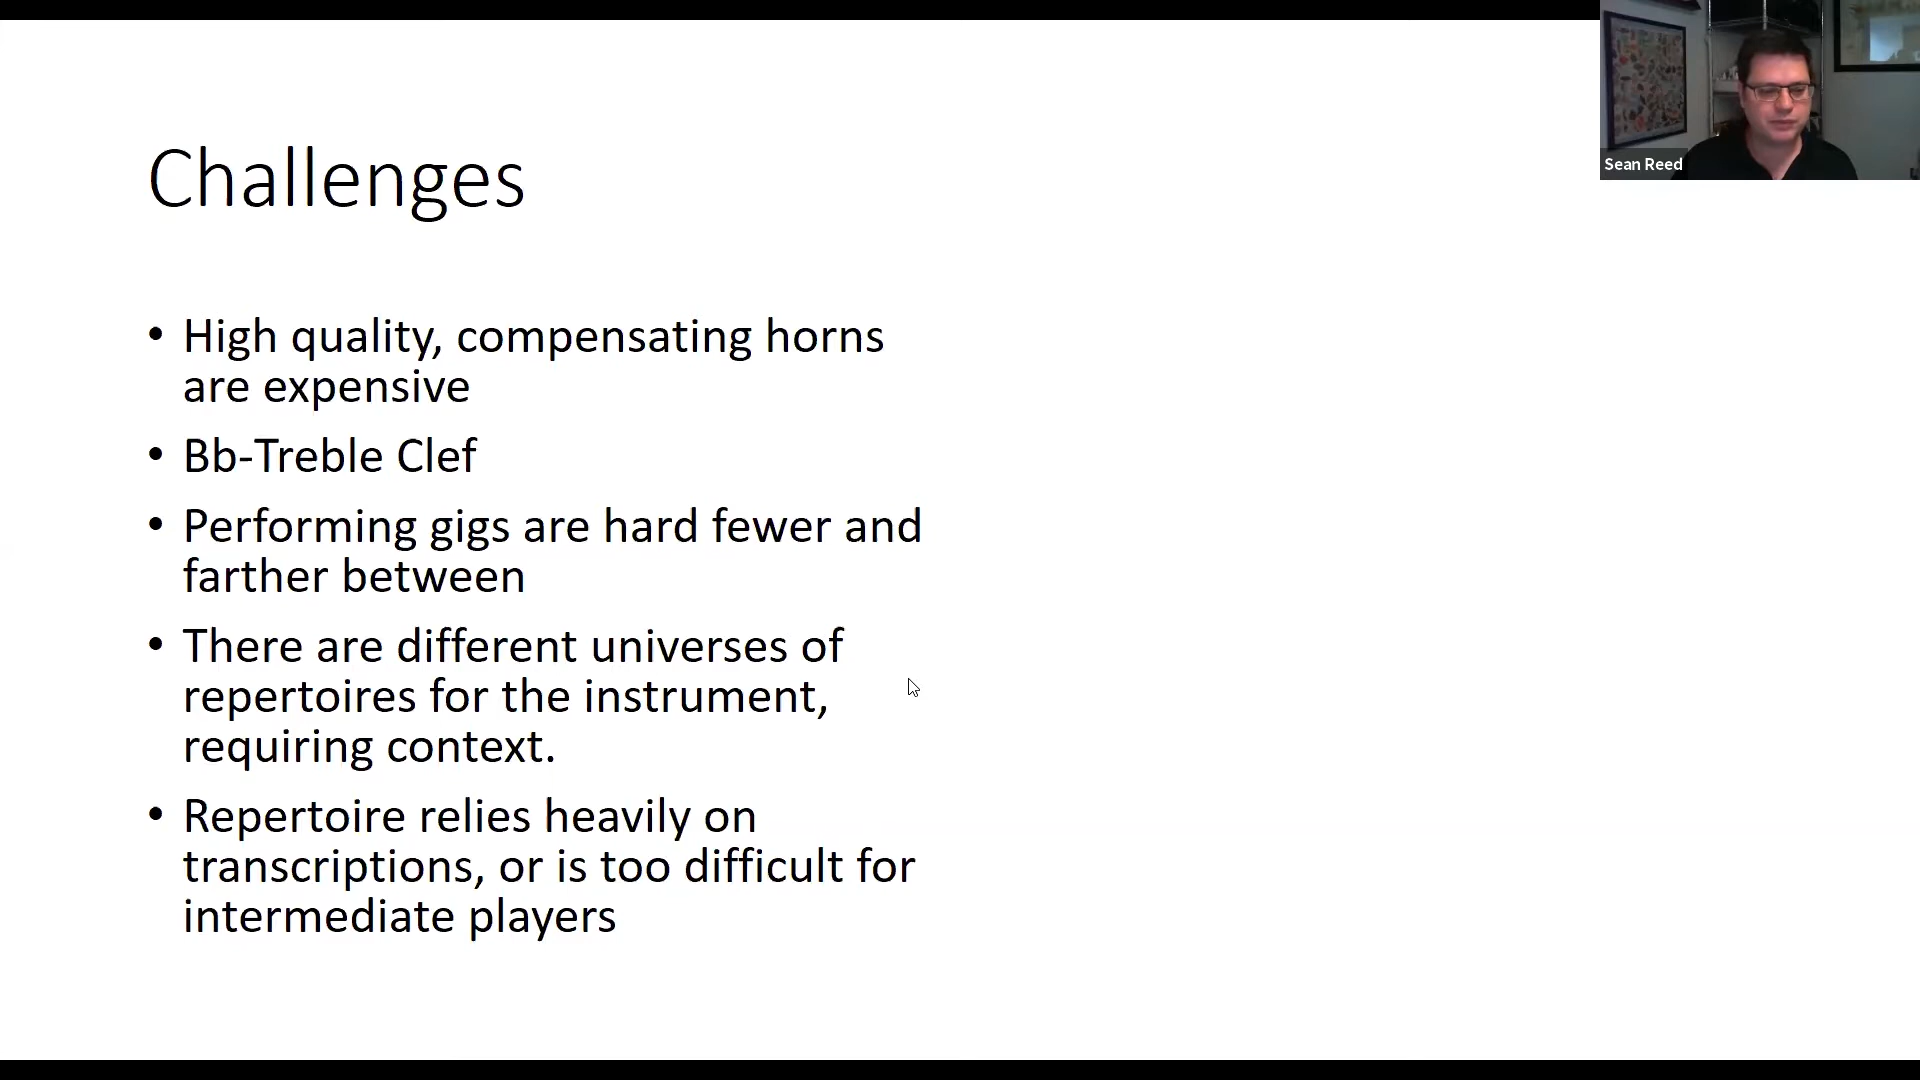 Challenges
• High quality, compensating horns
are expensive
• Bb-Treble Clef
• Performing gigs are hard fewer and
farther between
• There are different universes of
repertoires for the instrument,
requiring context.
• Repertoire relies heavily on
transcriptions, or is too difficult for
intermediate players
Sean Reed